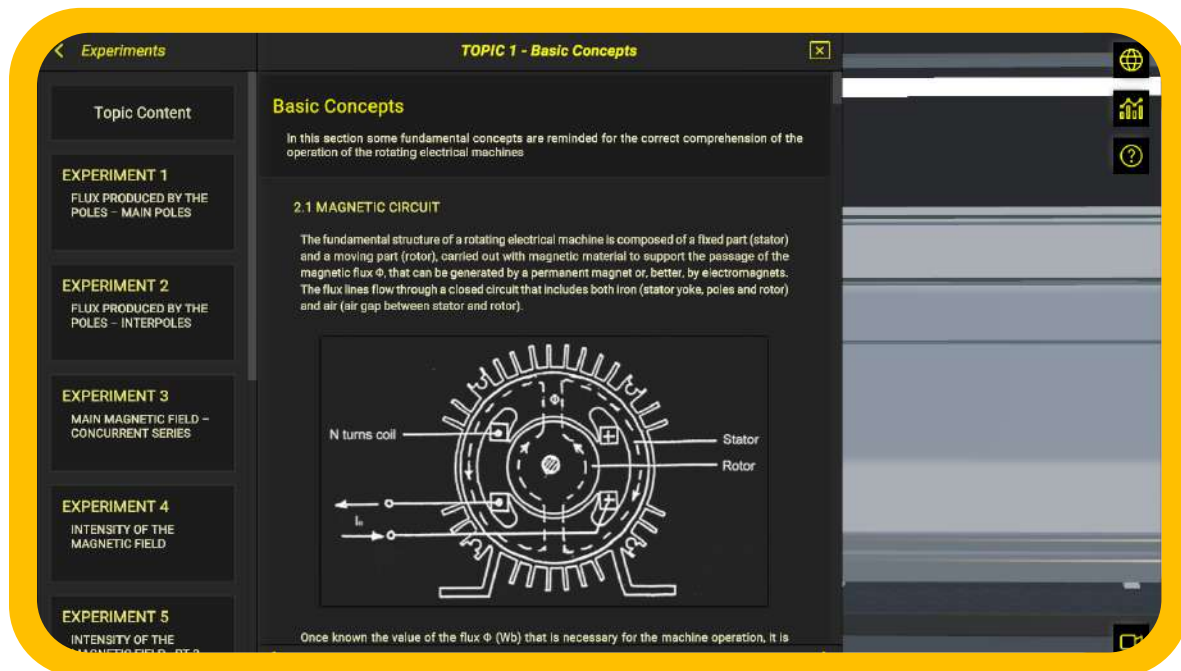 Experiments
TOPIC 1 - Basic Concepts
Topic Content
EXPERIMENT 1
FLUX PRODUCED BY THE
POLES – MAIN POLES
EXPERIMENT 2
FLUX PRODUCED BY THE
POLES – INTERPOLES
EXPERIMENT 3
MAIN MAGNETIC FIELD –
CONCURRENT SERIES
EXPERIMENT 4
INTENSITY OF THE
MAGNETIC FIELD
EXPERIMENT 5
INTENSITY OF THE
MAGNETIC FIELD
Basic Concepts
In this section some fundamental concepts are reminded for the correct comprehension of the
operation of the rotating electrical machines
2.1 MAGNETIC CIRCUIT
The fundamental structure of a rotating electrical machine is composed of a fixed part (stator)
and a moving part (rotor), carried out with magnetic material to support the passage of the
magnetic flux Φ, that can be generated by a permanent magnet or, better, by electromagnets.
The flux lines flow through a closed circuit that includes both iron (stator yoke, poles and rotor)
and air (air gap between stator and rotor).
Φ
N turns coil
Stator
Rotor
Once known the value of the flux Φ (Wb) that is necessary for the machine operation, it is